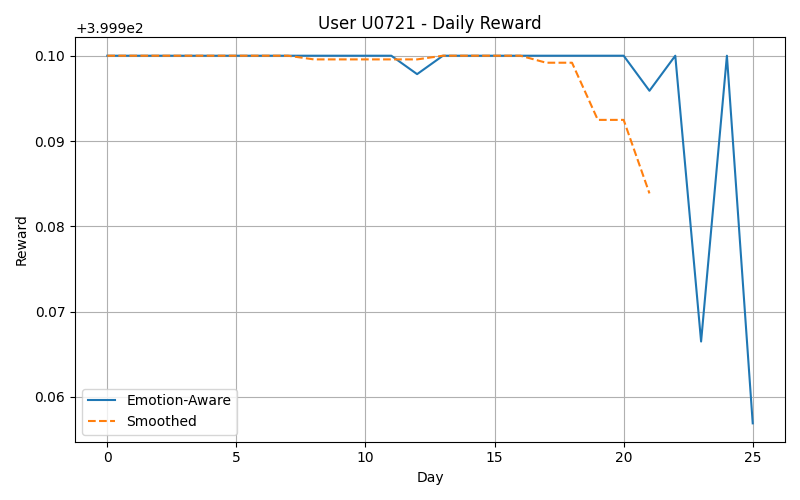 User U0721 - Daily Reward
+3.999e2
0.10
0.09
0.08
0.07
0.06
Reward
Emotion-Aware
Smoothed
0 5 10 15 20 25
Day